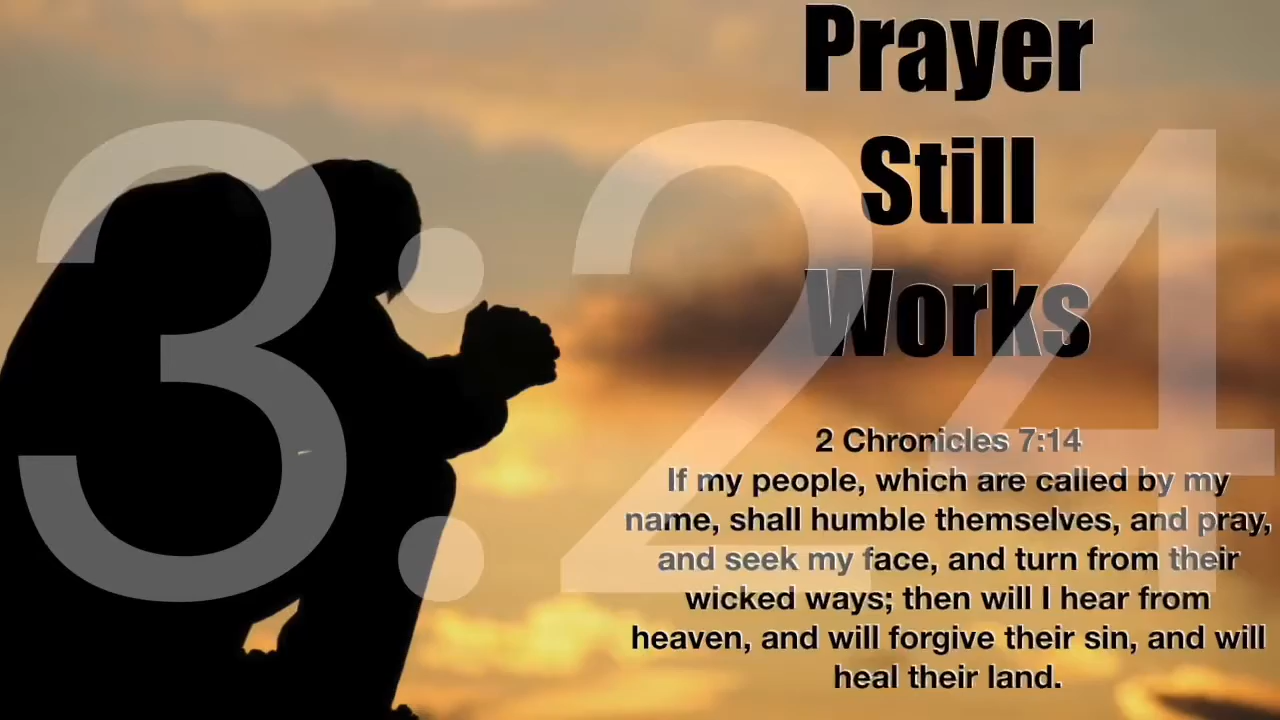 Prayer
Still
Works
3:24
2 Chronicles 7:14
If my people, which are called by my
name, shall humble themselves, and pray,
and seek my face, and turn from their
wicked ways; then will I hear from
heaven, and will forgive their sin, and will
heal their land.